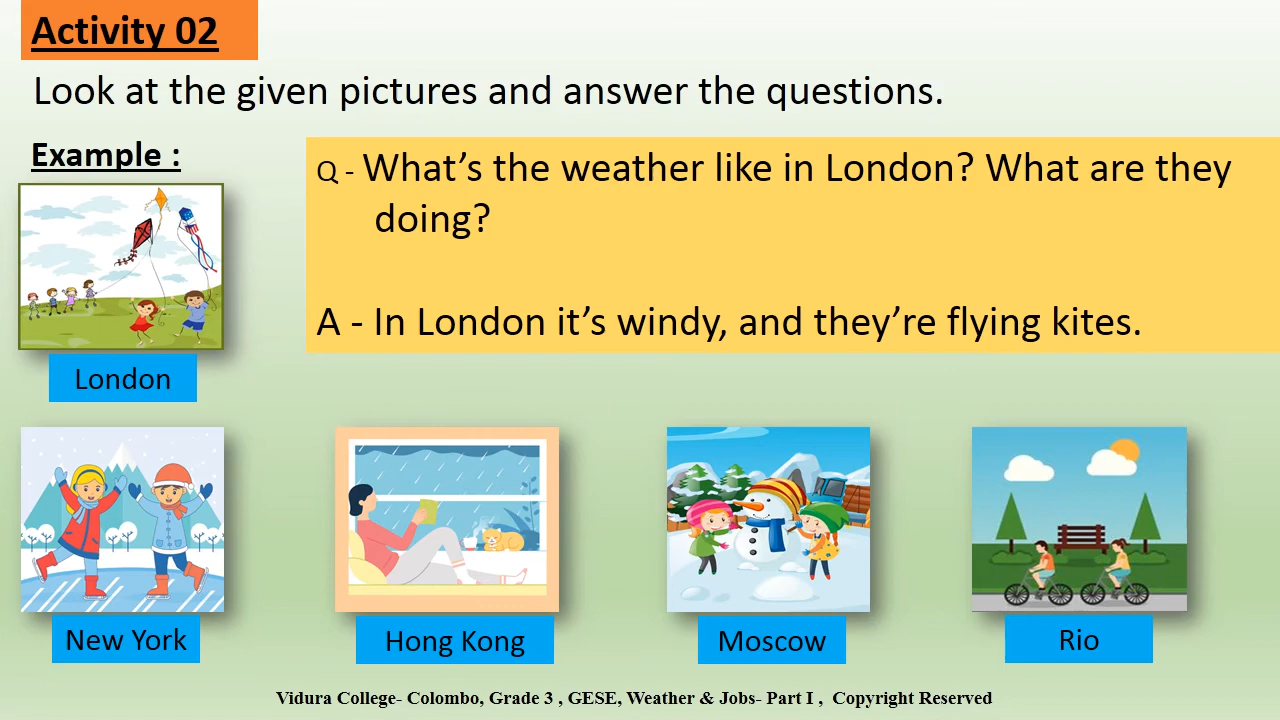 Activity 02
Look at the given pictures and answer the questions.
Example :
Q - What’s the weather like in London? What are they
doing?
A - In London it’s windy, and they’re flying kites.
London
New York
Hong Kong
Moscow
Rio
Vidura College- Colombo, Grade 3 , GESE, Weather & Jobs- Part I ,  Copyright Reserved